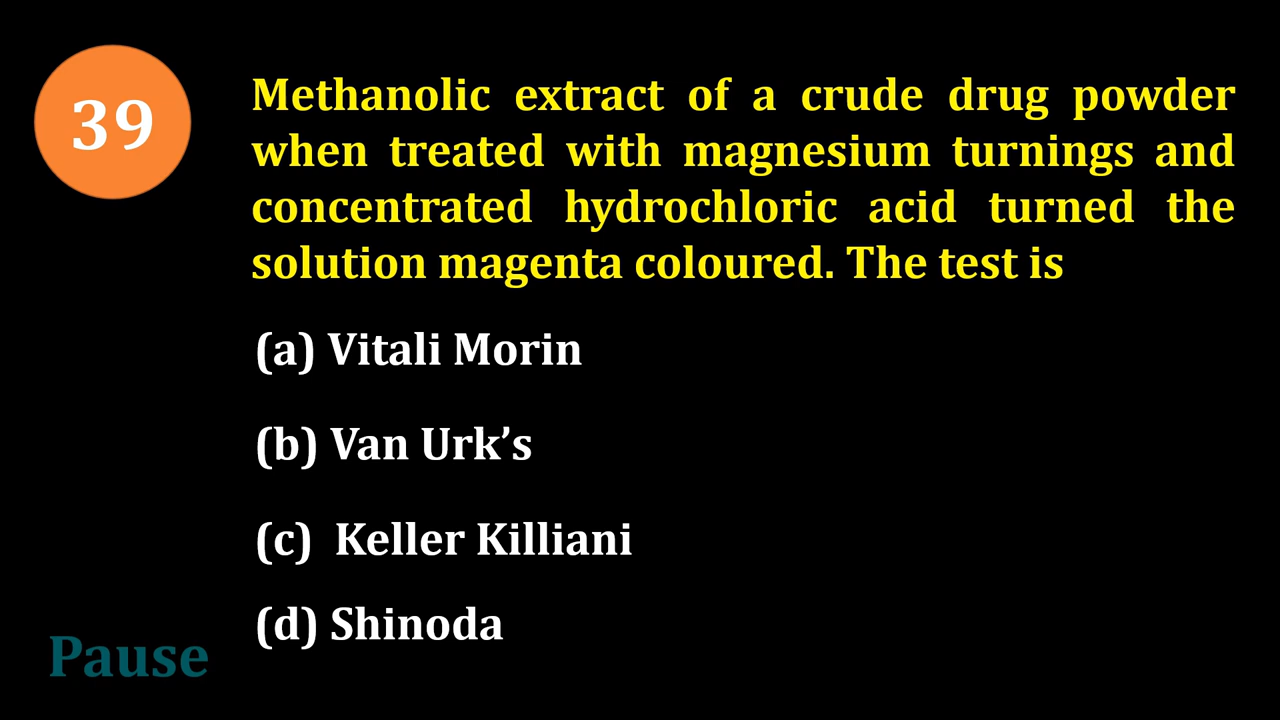 39
Methanolic extract of a crude drug powder
when treated with magnesium turnings and
concentrated hydrochloric acid turned the
solution magenta coloured. The test is
(a) Vitali Morin
(b) Van Urk’s
(c) Keller Killiani
(d) Shinoda
Pause